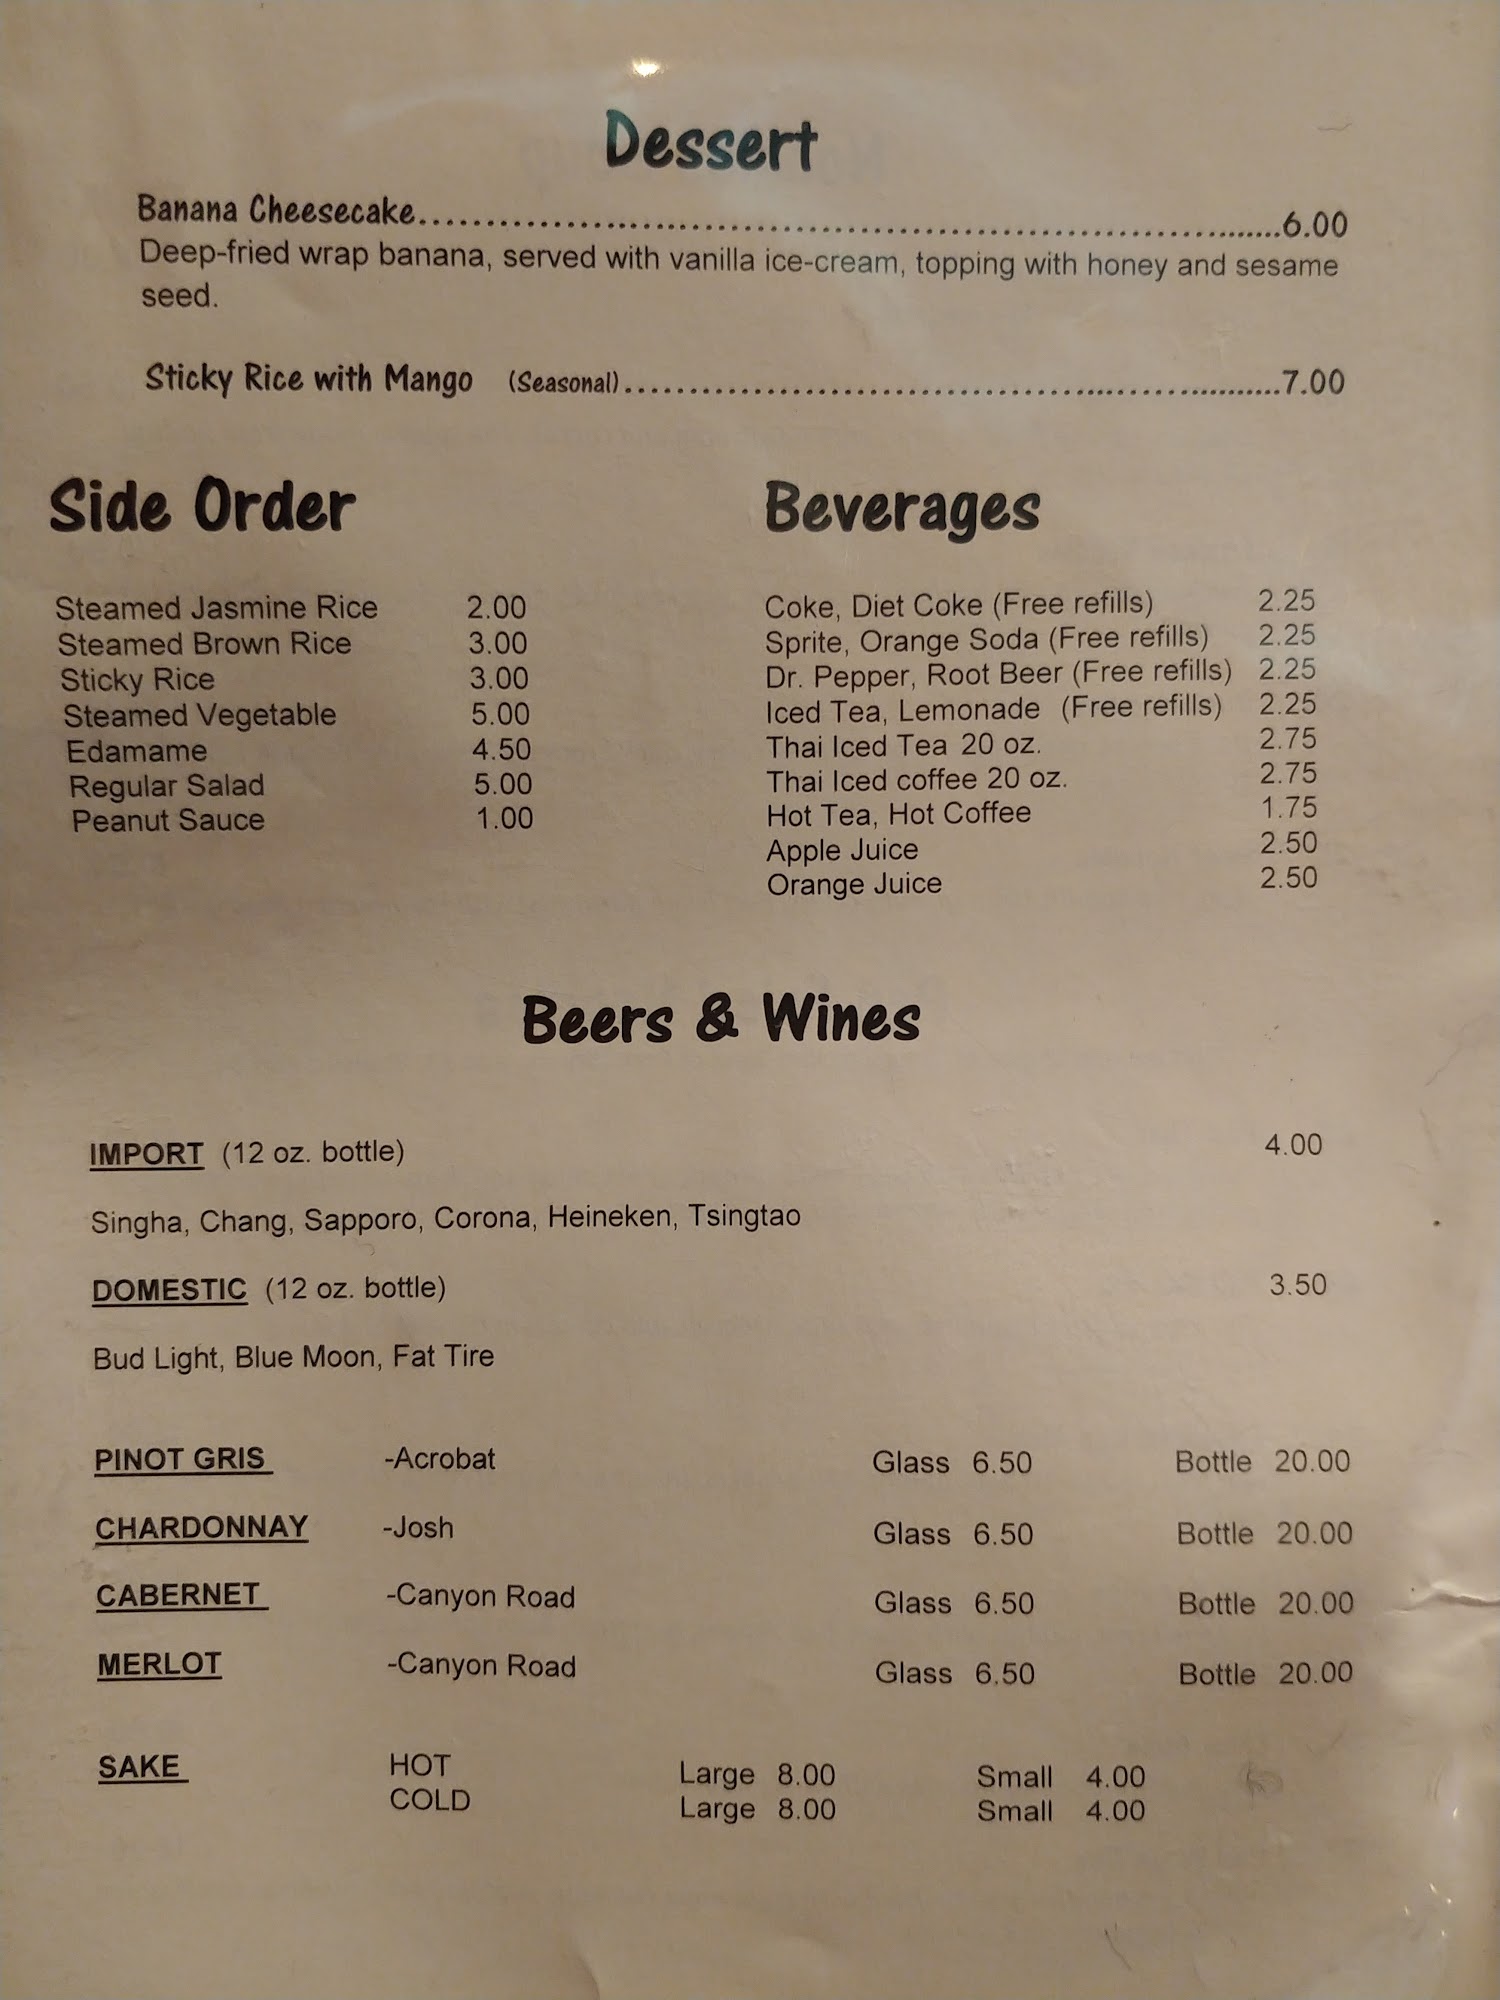 Dessert
Banana Cheesecake......................................................................6.00
Deep-fried wrap banana, served with vanilla ice-cream, topping with honey and sesame
seed.
Sticky Rice with Mango (Seasonal)..................................................7.00
Side Order
Steamed Jasmine Rice 2.00
Steamed Brown Rice 3.00
Sticky Rice 3.00
Steamed Vegetable 5.00
Edamame 4.50
Regular Salad 5.00
Peanut Sauce 1.00
Beverages
Coke, Diet Coke (Free refills) 2.25
Sprite, Orange Soda (Free refills) 2.25
Dr. Pepper, Root Beer (Free refills) 2.25
Iced Tea, Lemonade (Free refills) 2.25
Thai Iced Tea 20 oz. 2.75
Thai Iced coffee 20 oz. 2.75
Hot Tea, Hot Coffee 1.75
Apple Juice 2.50
Orange Juice 2.50
Beers & Wines
IMPORT (12 oz. bottle) 4.00
Singha, Chang, Sapporo, Corona, Heineken, Tsingtao
DOMESTIC (12 oz. bottle) 3.50
Bud Light, Blue Moon, Fat Tire
PINOT GRIS -Acrobat Glass 6.50 Bottle 20.00
CHARDONNAY -Josh Glass 6.50 Bottle 20.00
CABERNET -Canyon Road Glass 6.50 Bottle 20.00
MERLOT -Canyon Road Glass 6.50 Bottle 20.00
SAKE HOT Large 8.00 Small 4.00
COLD Large 8.00 Small 4.00